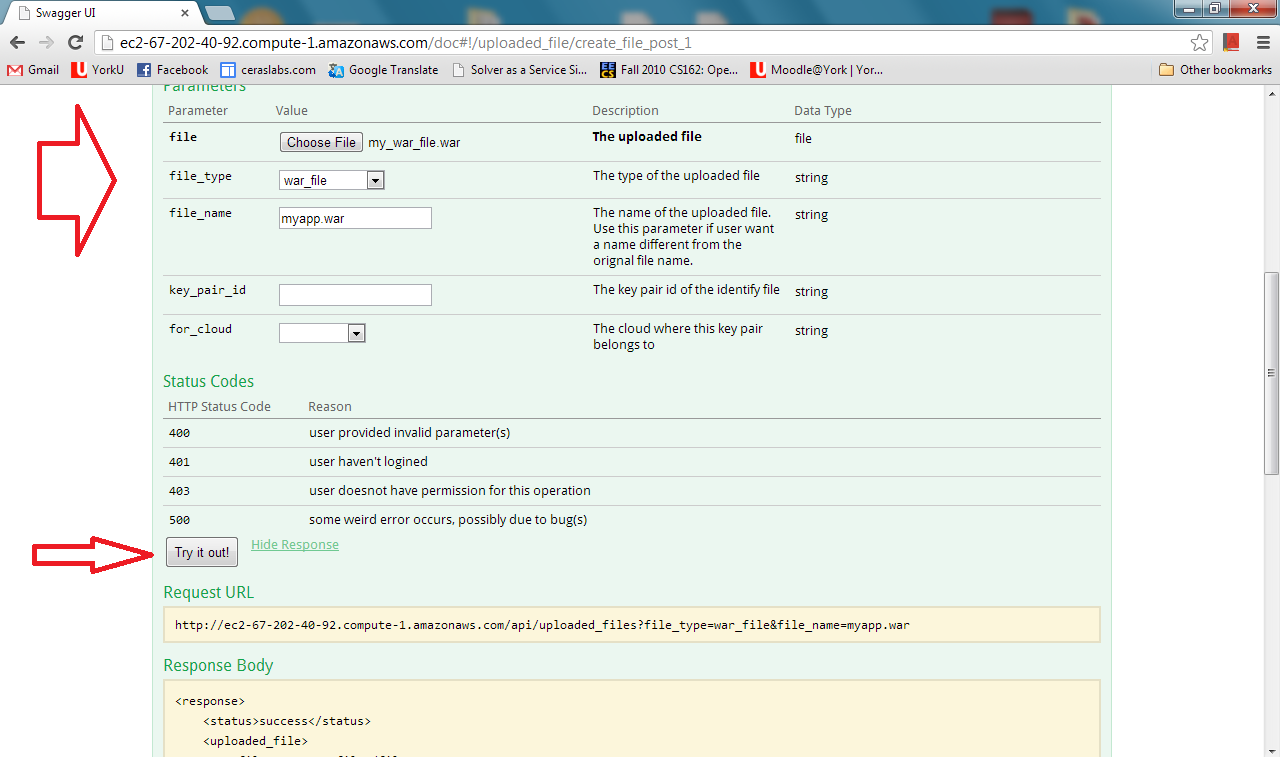 Swagger UI
ec2-67-202-40-92.compute-1.amazonaws.com/doc#!/uploaded_file/create_file_post_1
Gmail YorkU Facebook ceraslabs.com Google Translate Solver as a Service Si... EECS Fall 2010 CS162: Ope... Moodle@York | Yor... Other bookmarks
Parameters
Parameter Value Description Data Type
file Choose File my_war_file.war The uploaded file file
file_type war_file The type of the uploaded file string
file_name myapp.war The name of the uploaded file. string
Use this parameter if user want
a name different from the
orignal file name.
key_pair_id The key pair id of the identify file string
for_cloud The cloud where this key pair string
belongs to
Status Codes
HTTP Status Code Reason
400 user provided invalid parameter(s)
401 user haven't logined
403 user doesnot have permission for this operation
500 some weird error occurs, possibly due to bug(s)
Try it out! Hide Response
Request URL
http://ec2-67-202-40-92.compute-1.amazonaws.com/api/uploaded_files?file_type=war_file&file_name=myapp.war
Response Body
<response>
<status>success</status>
<uploaded_file>